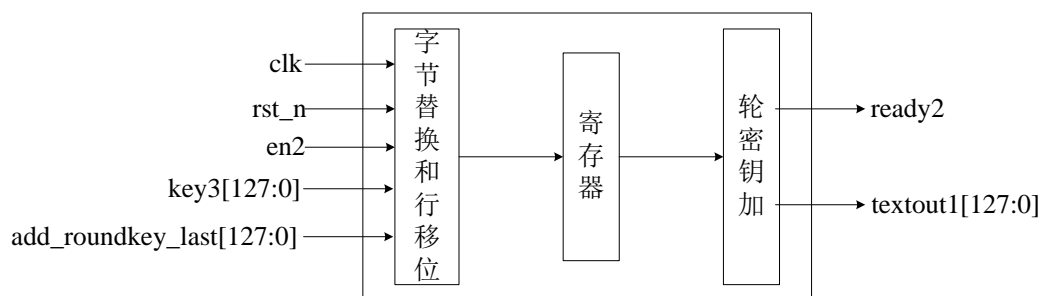 clk
rst_n
en2
key3[127:0]
add_roundkey_last[127:0]
字节替换和行移位
寄存器
轮密钥加
ready2
textout1[127:0]